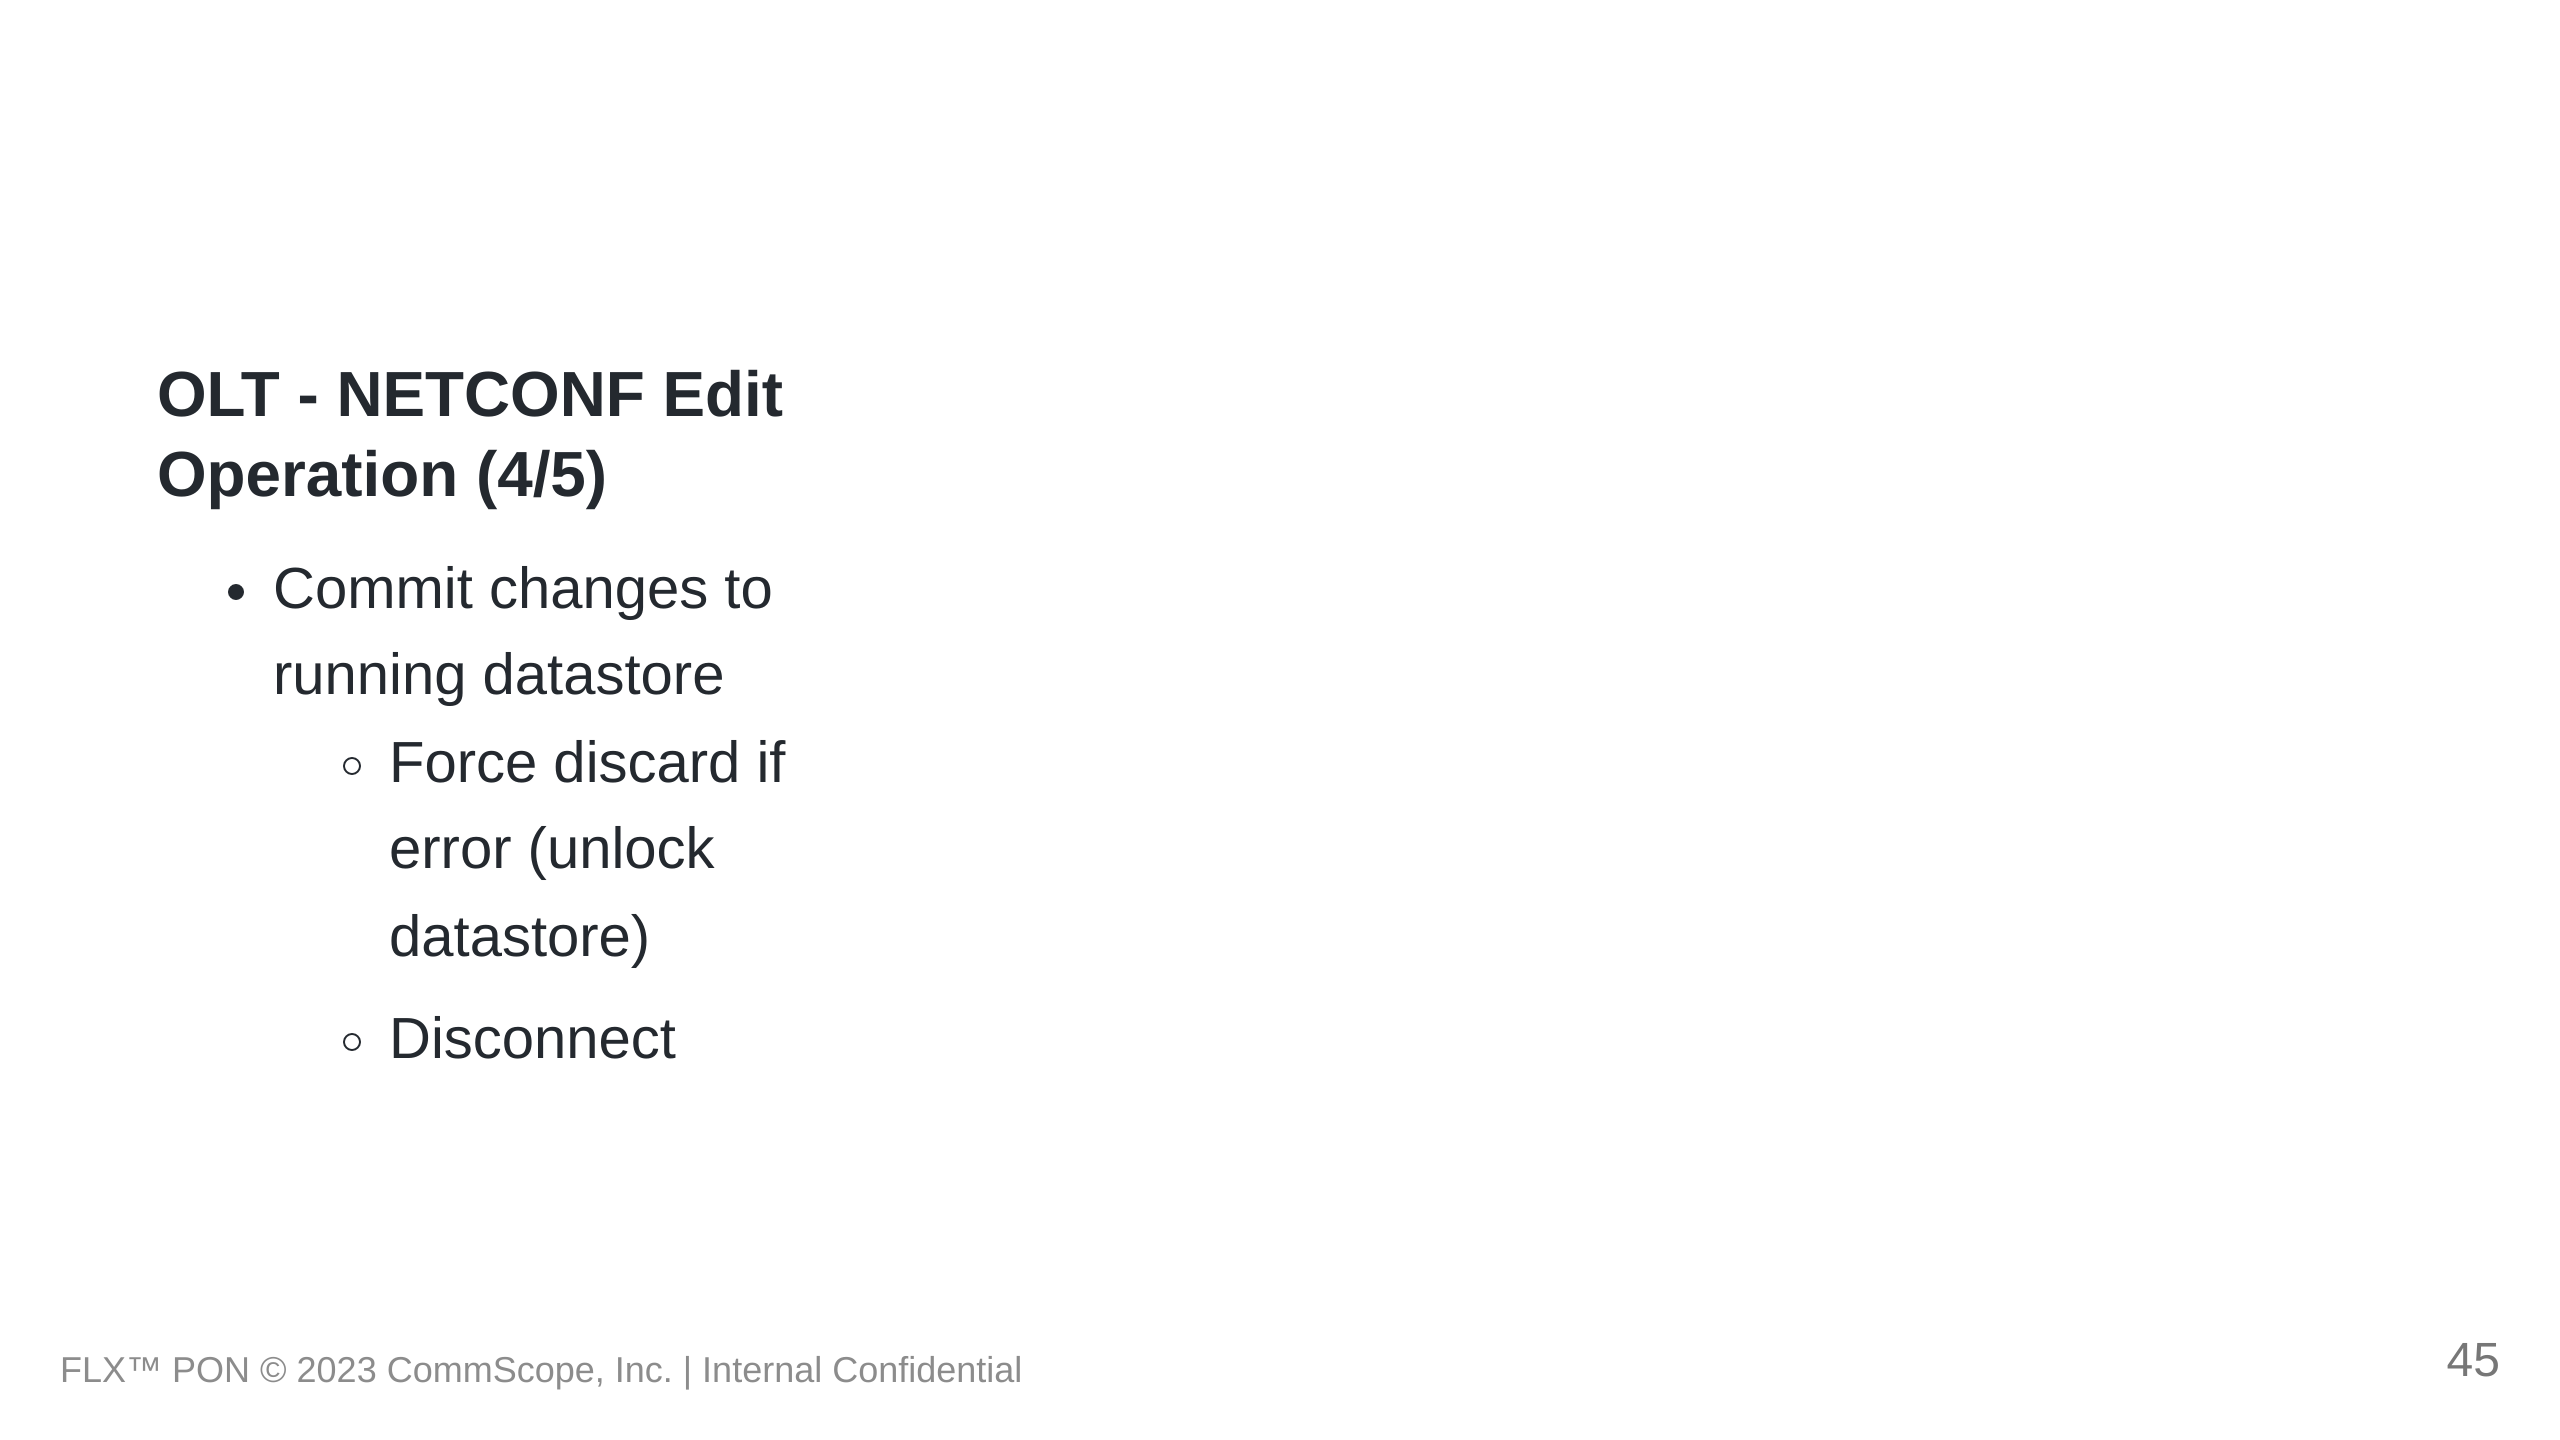 OLT - NETCONF Edit
Operation (4/5)
• Commit changes to
running datastore
◦ Force discard if
error (unlock
datastore)
◦ Disconnect
FLX™ PON © 2023 CommScope, Inc. | Internal Confidential
45